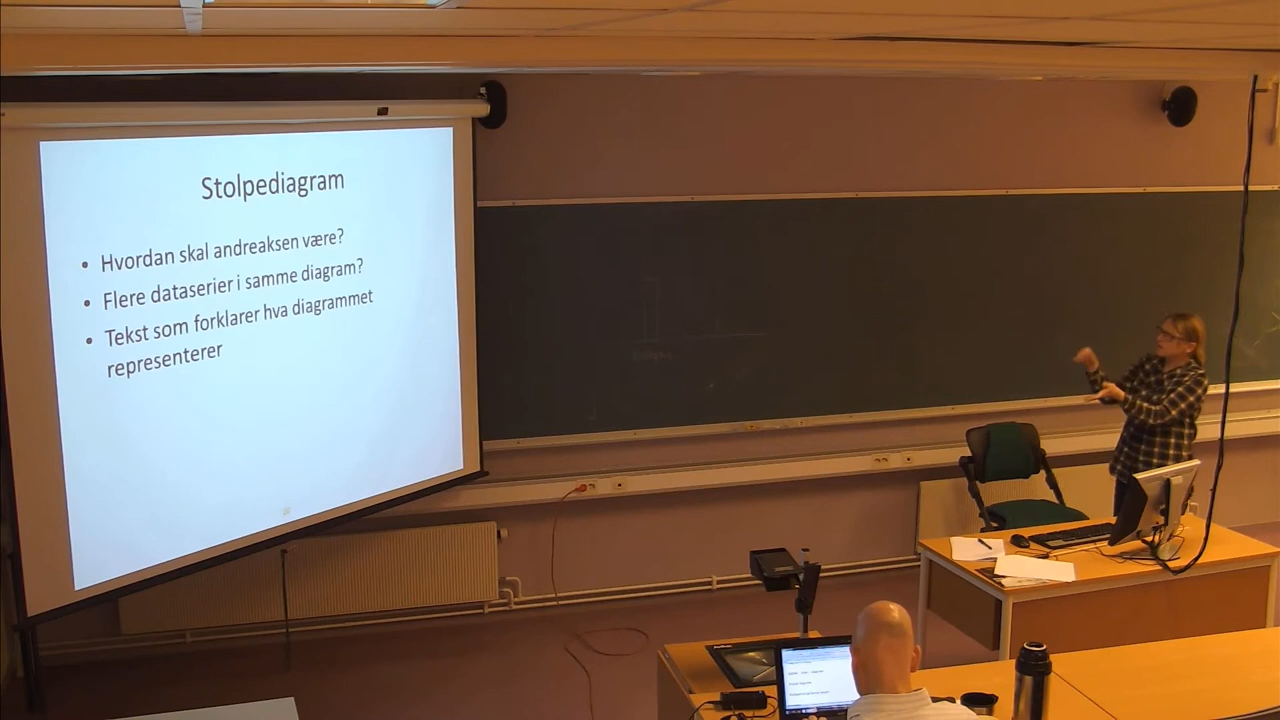 Stolpediagram
• Hvordan skal andreaksen være?
• Flere dataserier i samme diagram?
• Tekst som forklarer hva diagrammet
representerer